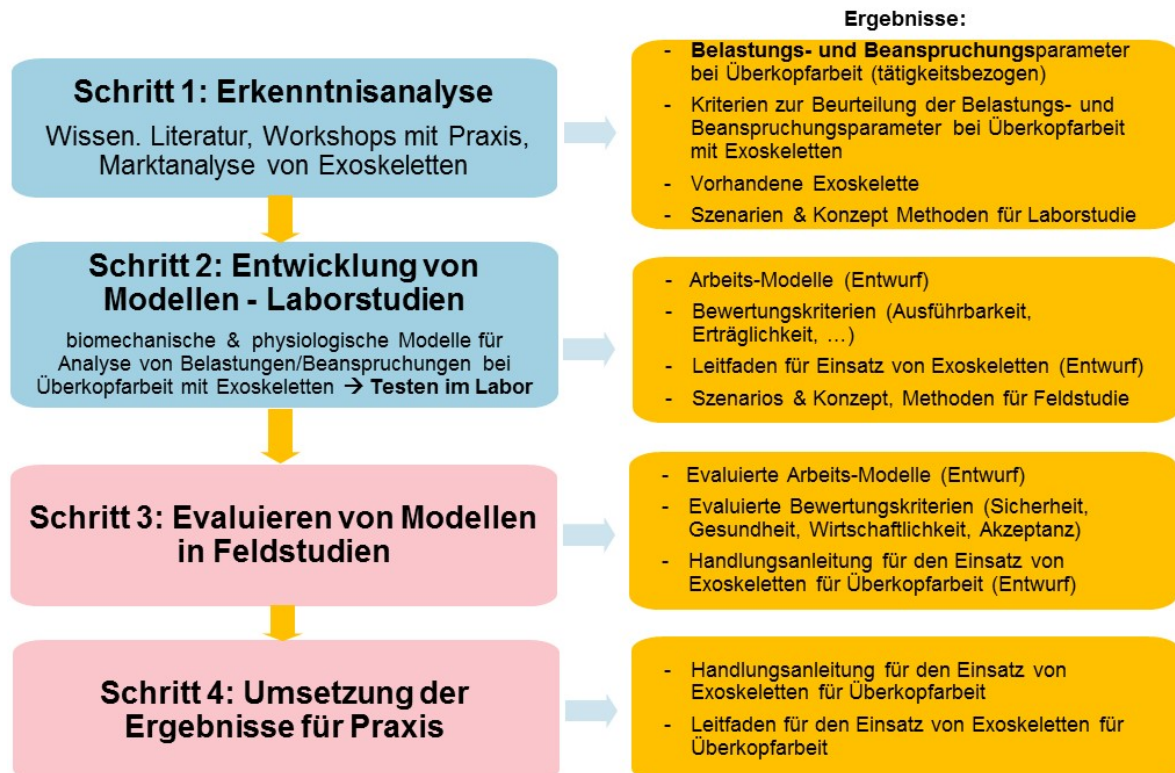 Ergebnisse:
Schritt 1: Erkenntnisanalyse
Wissen. Literatur, Workshops mit Praxis,
Marktanalyse von Exoskeletten
- Belastungs- und Beanspruchungsparameter
bei Überkopfarbeit (tätigkeitsbezogen)
- Kriterien zur Beurteilung der Belastungs- und
Beanspruchungsparameter bei Überkopfarbeit
mit Exoskeletten
- Vorhandene Exoskelette
- Szenarien & Konzept Methoden für Laborstudie
Schritt 2: Entwicklung von
Modellen - Laborstudien
biomechanische & physiologische Modelle für
Analyse von Belastungen/Beanspruchungen bei
Überkopfarbeit mit Exoskeletten → Testen im Labor
- Arbeits-Modelle (Entwurf)
- Bewertungskriterien (Ausführbarkeit,
Erträglichkeit, …)
- Leitfaden für Einsatz von Exoskeletten (Entwurf)
- Szenarios & Konzept, Methoden für Feldstudie
Schritt 3: Evaluieren von Modellen
in Feldstudien
- Evaluierte Arbeits-Modelle (Entwurf)
- Evaluierte Bewertungskriterien (Sicherheit,
Gesundheit, Wirtschaftlichkeit, Akzeptanz)
- Handlungsanleitung für den Einsatz von
Exoskeletten für Überkopfarbeit (Entwurf)
Schritt 4: Umsetzung der
Ergebnisse für Praxis
- Handlungsanleitung für den Einsatz von
Exoskeletten für Überkopfarbeit
- Leitfaden für den Einsatz von Exoskeletten für
Überkopfarbeit